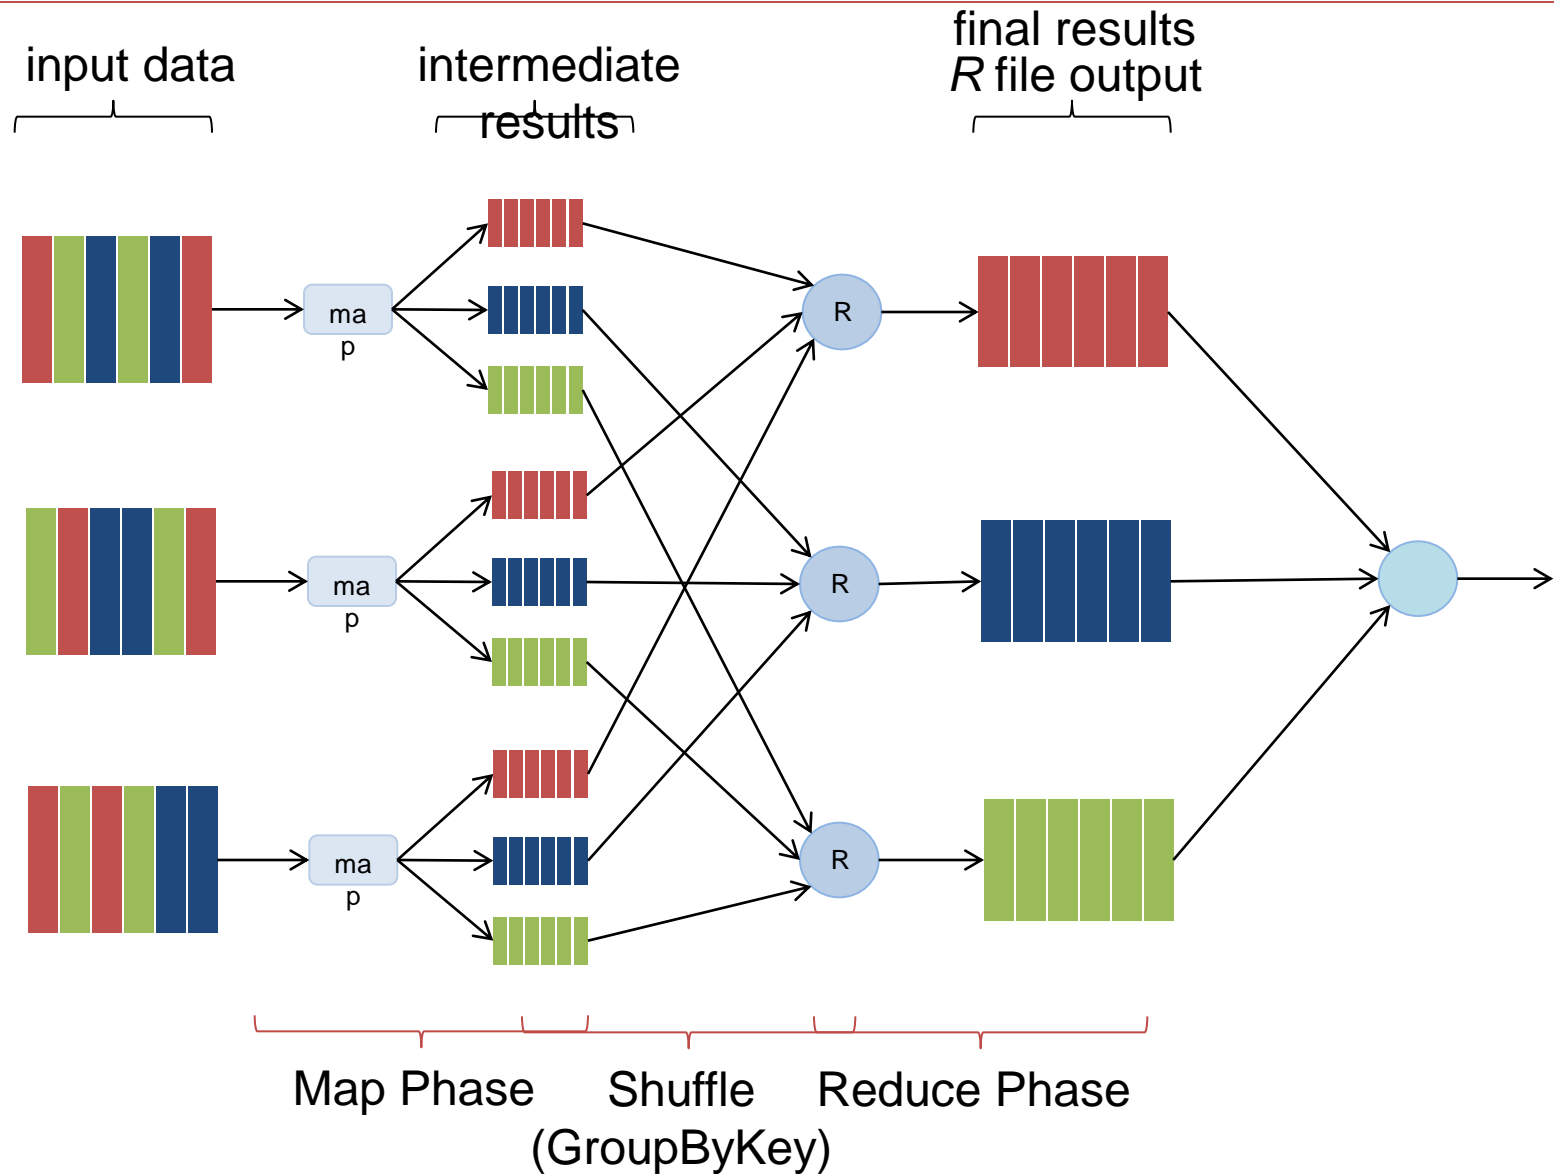 input data
intermediate
results
final results
R file output
ma
p
R
ma
p
R
ma
p
R
Map Phase
Shuffle
(GroupByKey)
Reduce Phase